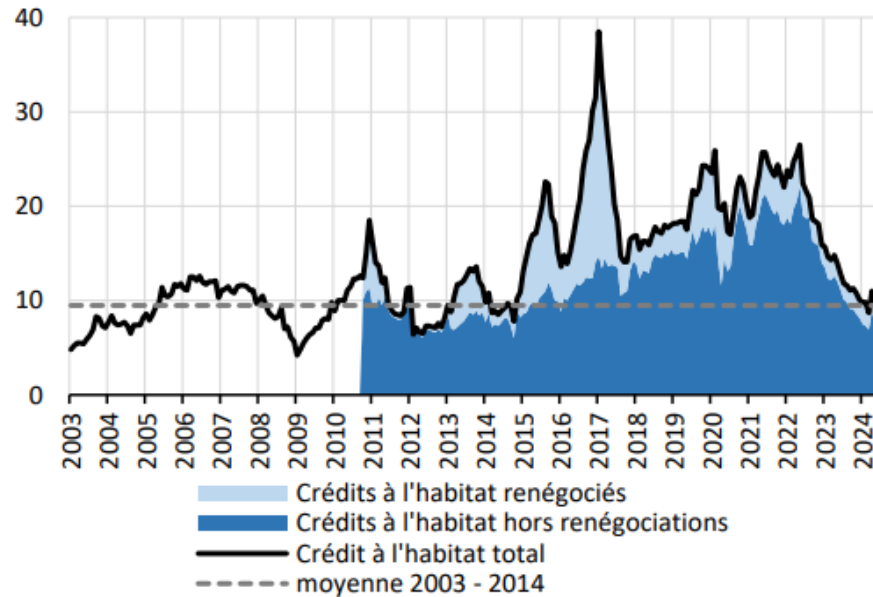 40
30
20
10
0
2003 2004 2005 2006 2007 2008 2009 2010 2011 2012 2013 2014 2015 2016 2017 2018 2019 2020 2021 2022 2023 2024
Crédits à l'habitat renégociés
Crédits à l'habitat hors renégociations
Crédit à l'habitat total
moyenne 2003 - 2014